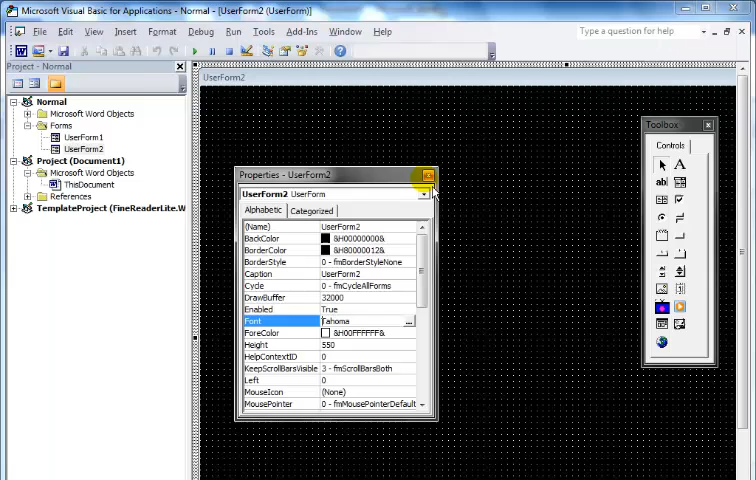 Microsoft Visual Basic for Applications - Normal - [UserForm2 (UserForm)]
File Edit View Insert Format Debug Run Tools Add-Ins Window Help
Type a question for help
Project - Normal
UserForm2
Normal
Microsoft Word Objects
Forms
UserForm1
UserForm2
Project (Document1)
Microsoft Word Objects
ThisDocument
References
TemplateProject (FineReaderLite.W
Properties - UserForm2
UserForm2 UserForm
Alphabetic Categorized
(Name) UserForm2
BackColor &H00000000&
BorderColor &H80000012&
BorderStyle 0 - fmBorderStyleNone
Caption UserForm2
Cycle 0 - fmCycleAllForms
DrawBuffer 32000
Enabled True
Font Tahoma ...
ForeColor &H00FFFFFF&
Height 550
HelpContextID 0
KeepScrollBarsVisible 3 - fmScrollBarsBoth
Left 0
MouseIcon (None)
MousePointer 0 - fmMousePointerDefault
Toolbox
Controls
A
ab|